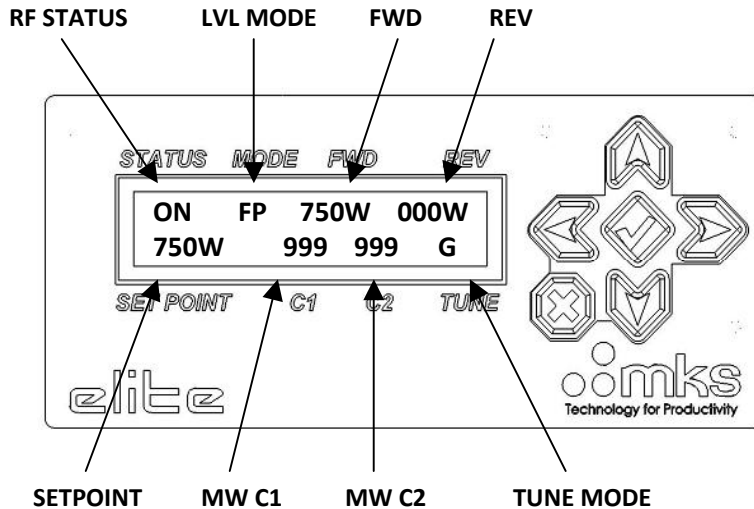 RF STATUS LVL MODE FWD REV
STATUS MODE FWD REV
ON FP 750W 000W
750W 999 999 G
SET POINT C1 C2 TUNE
elite
mks
Technology for Productivity
SETPOINT MW C1 MW C2 TUNE MODE